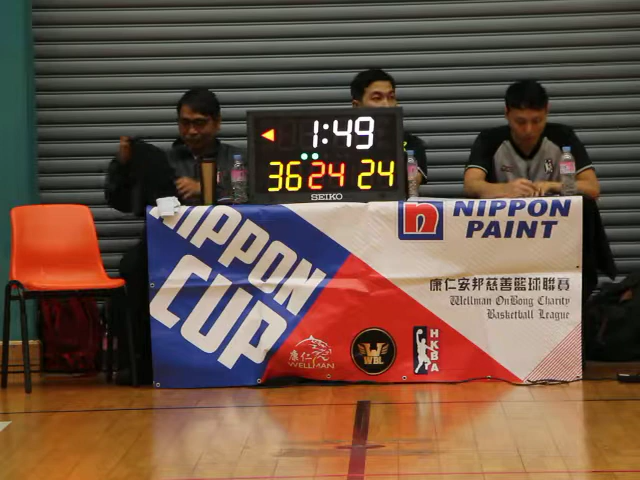 1:49
36 24 24
SEIKO
NIPPON
CUP
NIPPON
PAINT
康仁安邦慈善籃球聯賽
Wellman OnBong Charity
Basketball League
康仁
WELLMAN
W
WBL
HKBA